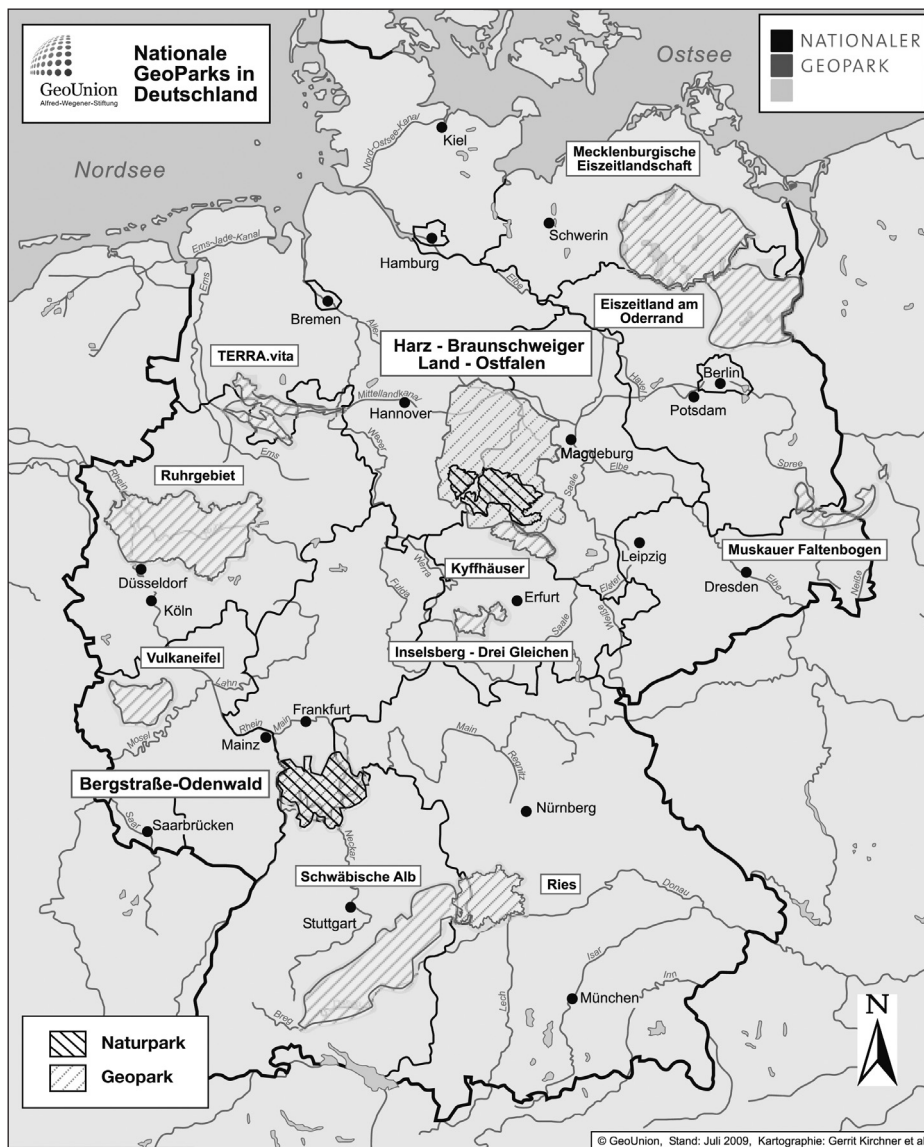 GeoUnion
Alfred-Wegener-Stiftung
Nationale
GeoParks in
Deutschland
NATIONALER
GEOPARK
Ostsee
Nordsee
Nord-Ostsee-Kanal
Kiel
Mecklenburgische
Eiszeitlandschaft
Schwerin
Ems-Jade-Kanal
Hamburg
Elbe
Ems
Bremen
Aller
Eiszeitland am
Oderrand
Harz - Braunschweiger
Land - Ostfalen
TERRA.vita
Berlin
Havel
Potsdam
Mittellandkanal
Hannover
Weser
Magdeburg
Ems
Elbe
Spree
Ruhrgebiet
Rhein
Saale
Leipzig
Muskauer Faltenbogen
Kyffhäuser
Werra
Fulda
Düsseldorf
Dresden
Elbe
Neiße
Elster
Köln
Erfurt
Saale
Weiße
Inselsberg - Drei Gleichen
Vulkaneifel
Lahn
Frankfurt
Rhein
Main
Mainz
Mosel
Main
Regnitz
Bergstraße-Odenwald
Nürnberg
Saar
Saarbrücken
Neckar
Schwäbische Alb
Ries
Donau
Stuttgart
Isar
Inn
Lech
München
Breg
Naturpark
Geopark
N
© GeoUnion, Stand: Juli 2009, Kartographie: Gerrit Kirchner et a